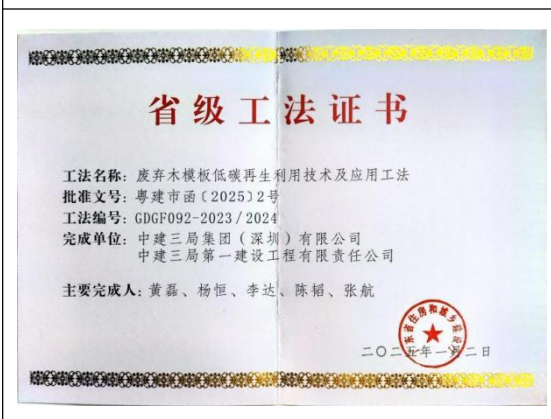 省级工法证书
工法名称：废弃木模板低碳再生利用技术及应用工法
批准文号：粤建市函〔2025〕2号
工法编号：GDGF092-2023/2024
完成单位：中建三局集团（深圳）有限公司
中建三局第一建设工程有限责任公司
主要完成人：黄磊、杨恒、李达、陈韬、张航
二〇二五年一月二日